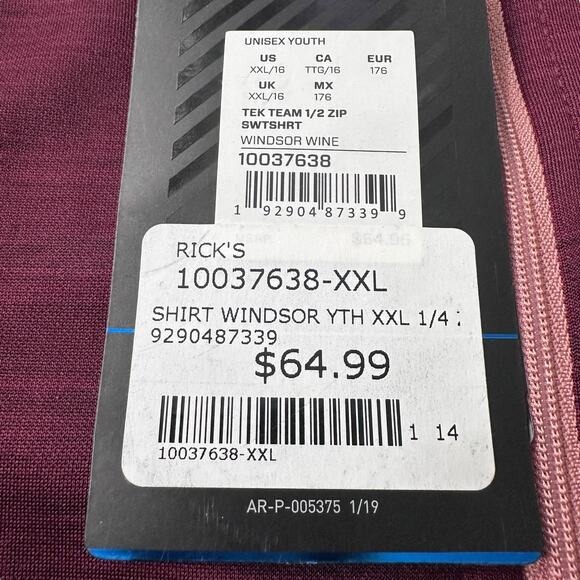 UNISEX YOUTH
US CA EUR
XXL/16 TTG/16 176
UK MX
XXL/16 176
TEK TEAM 1/2 ZIP
SWTSHRT
WINDSOR WINE
10037638
1 92904 87339 9
$64.95
RICK'S
10037638-XXL
SHIRT WINDSOR YTH XXL 1/4
9290487339
$64.99
1 14
10037638-XXL
AR-P-005375 1/19